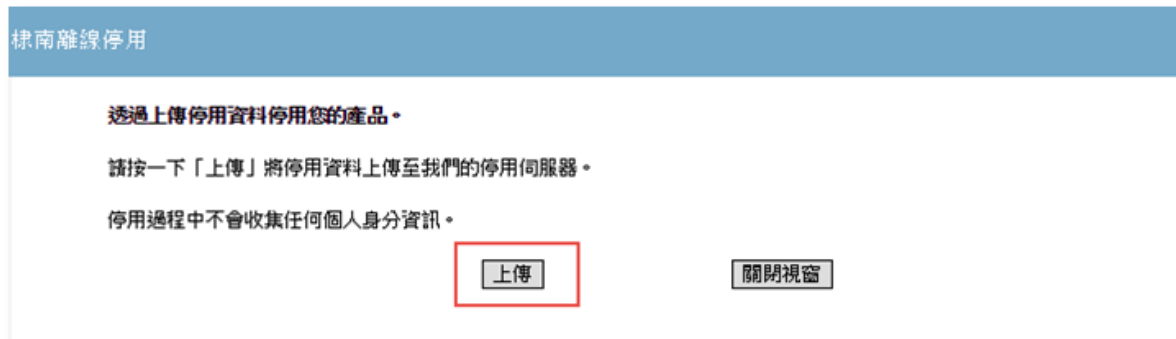 棣南離線停用
透過上傳停用資料停用您的產品。
請按一下「上傳」將停用資料上傳至我們的停用伺服器。
停用過程中不會收集任何個人身分資訊。
上傳 關閉視窗